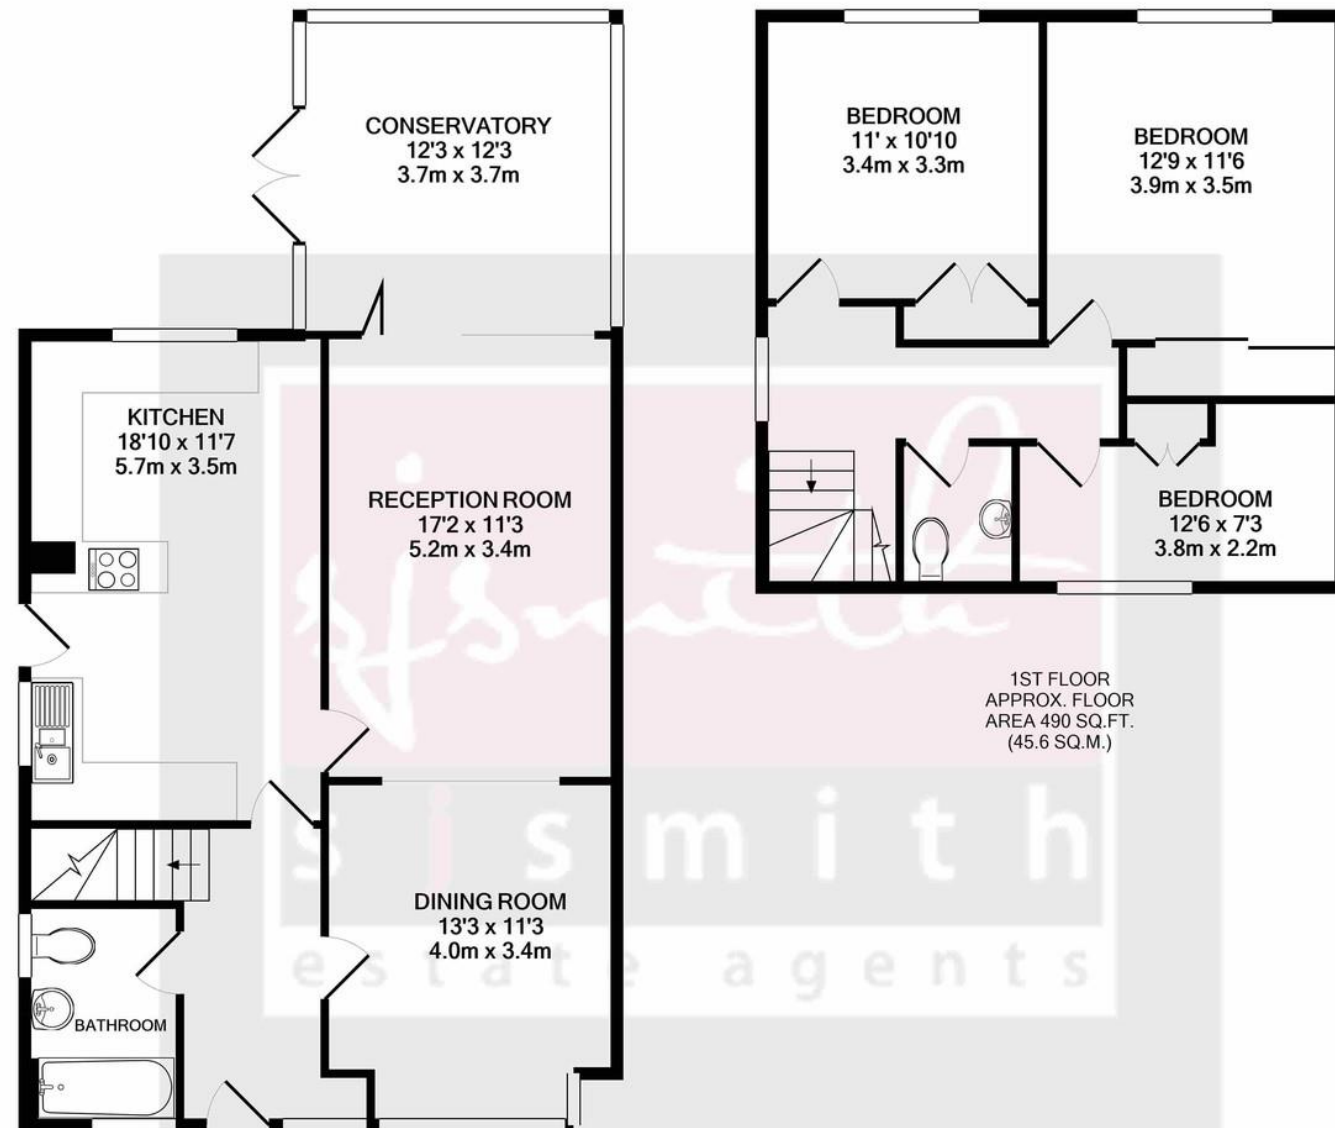 CONSERVATORY
12'3 x 12'3
3.7m x 3.7m
BEDROOM
11' x 10'10
3.4m x 3.3m
BEDROOM
12'9 x 11'6
3.9m x 3.5m
KITCHEN
18'10 x 11'7
5.7m x 3.5m
RECEPTION ROOM
17'2 x 11'3
5.2m x 3.4m
BEDROOM
12'6 x 7'3
3.8m x 2.2m
sjsmith
1ST FLOOR
APPROX. FLOOR
AREA 490 SQ.FT.
(45.6 SQ.M.)
sjsmith
estate agents
DINING ROOM
13'3 x 11'3
4.0m x 3.4m
BATHROOM